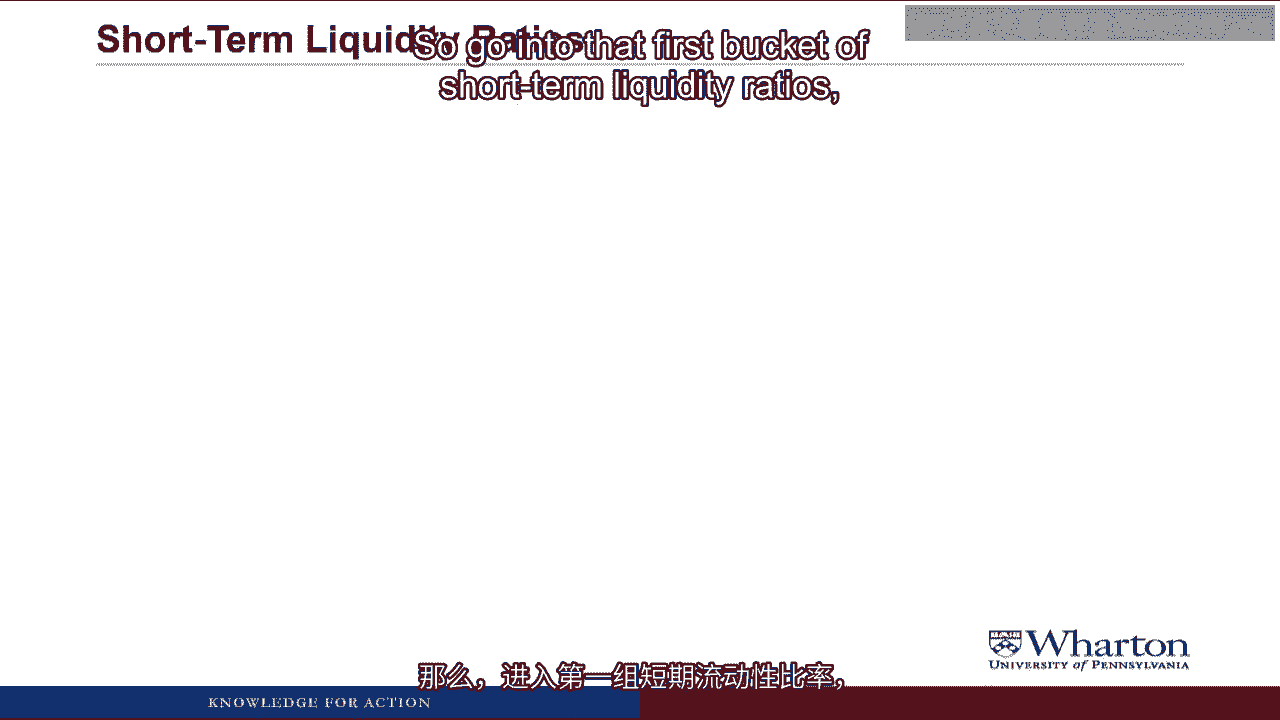 Short-Term Liquidity Ratios
So go into that first bucket of
short-term liquidity ratios,
Wharton
UNIVERSITY of PENNSYLVANIA
那么，进入第一组短期流动性比率，
KNOWLEDGE FOR ACTION